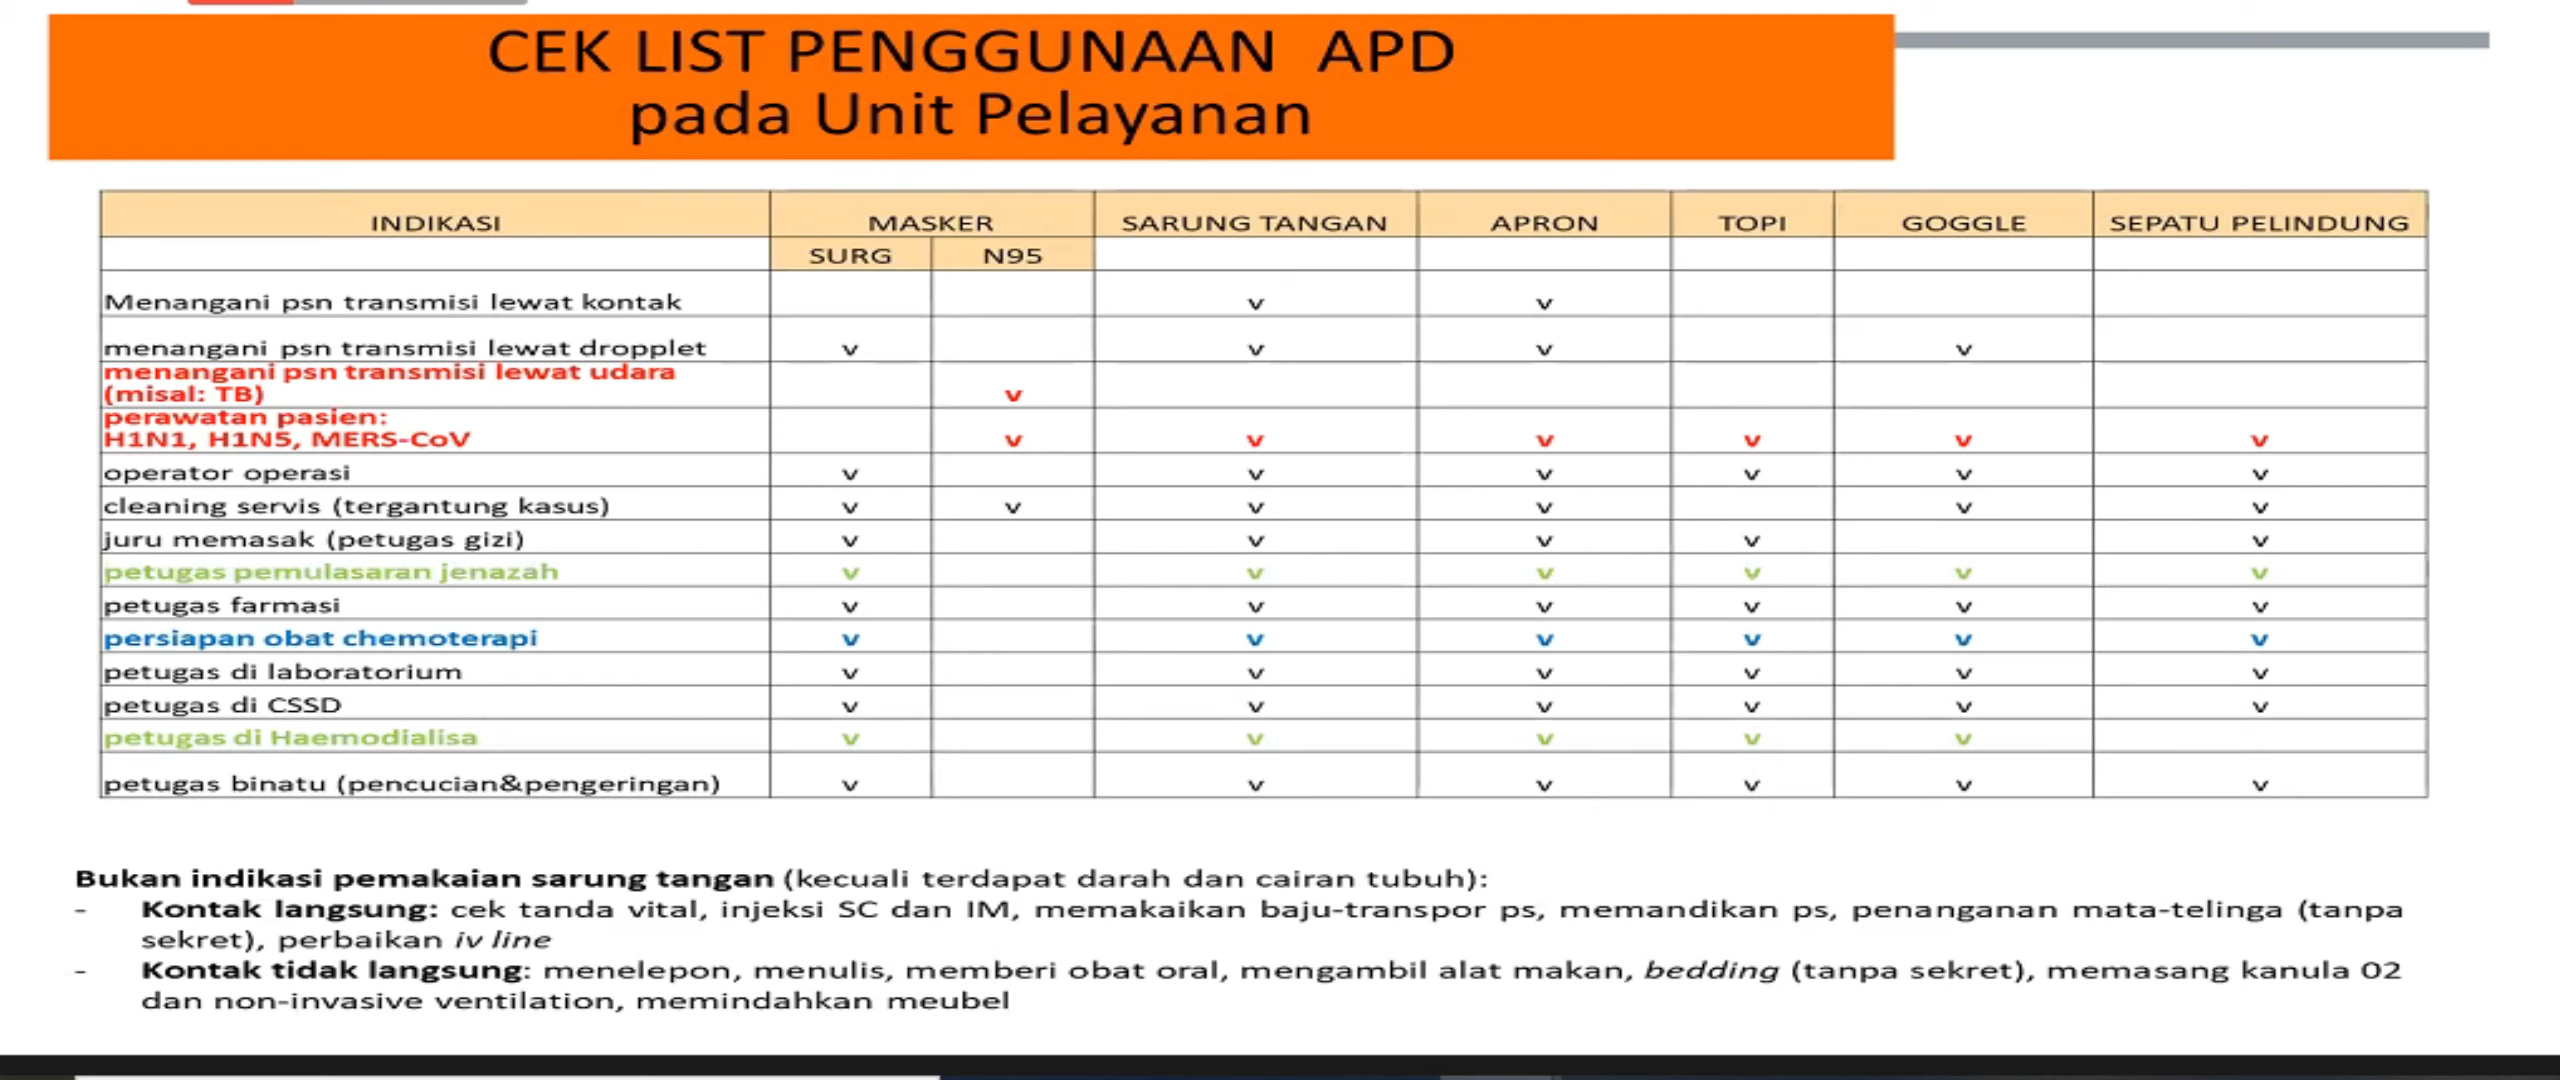 CEK LIST PENGGUNAAN APD
pada Unit Pelayanan
INDIKASI MASKER SARUNG TANGAN APRON TOPI GOGGLE SEPATU PELINDUNG
SURG N95
Menangani psn transmisi lewat kontak v v
menangani psn transmisi lewat dropplet v v v v
menangani psn transmisi lewat udara
(misal: TB) v
perawatan pasien:
H1N1, H1N5, MERS-CoV v v v v v v
operator operasi v v v v v v
cleaning servis (tergantung kasus) v v v v v v
juru memasak (petugas gizi) v v v v v
petugas pemulasaran jenazah v v v v v v
petugas farmasi v v v v v v
persiapan obat chemoterapi v v v v v v
petugas di laboratorium v v v v v v
petugas di CSSD v v v v v v
petugas di Haemodialisa v v v v v
petugas binatu (pencucian&pengeringan) v v v v v v
Bukan indikasi pemakaian sarung tangan (kecuali terdapat darah dan cairan tubuh):
- Kontak langsung: cek tanda vital, injeksi SC dan IM, memakaikan baju-transpor ps, memandikan ps, penanganan mata-telinga (tanpa
sekret), perbaikan iv line
- Kontak tidak langsung: menelepon, menulis, memberi obat oral, mengambil alat makan, bedding (tanpa sekret), memasang kanula 02
dan non-invasive ventilation, memindahkan meubel